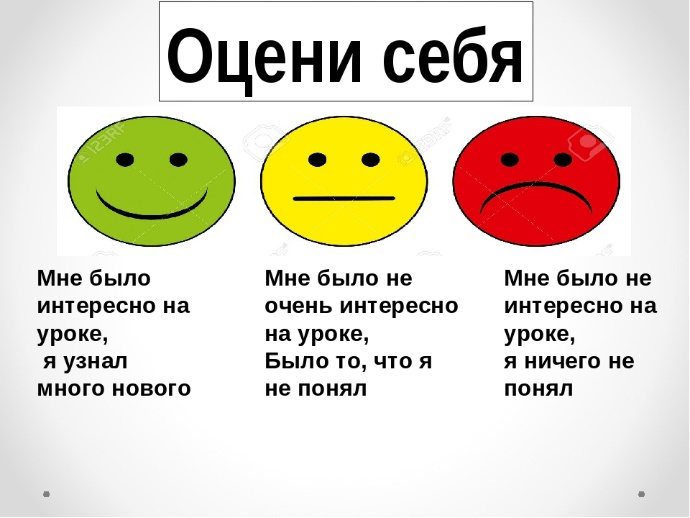 Оцени себя
Мне было
интересно на
уроке,
я узнал
много нового
Мне было не
очень интересно
на уроке,
Было то, что я
не понял
Мне было не
интересно на
уроке,
я ничего не
понял